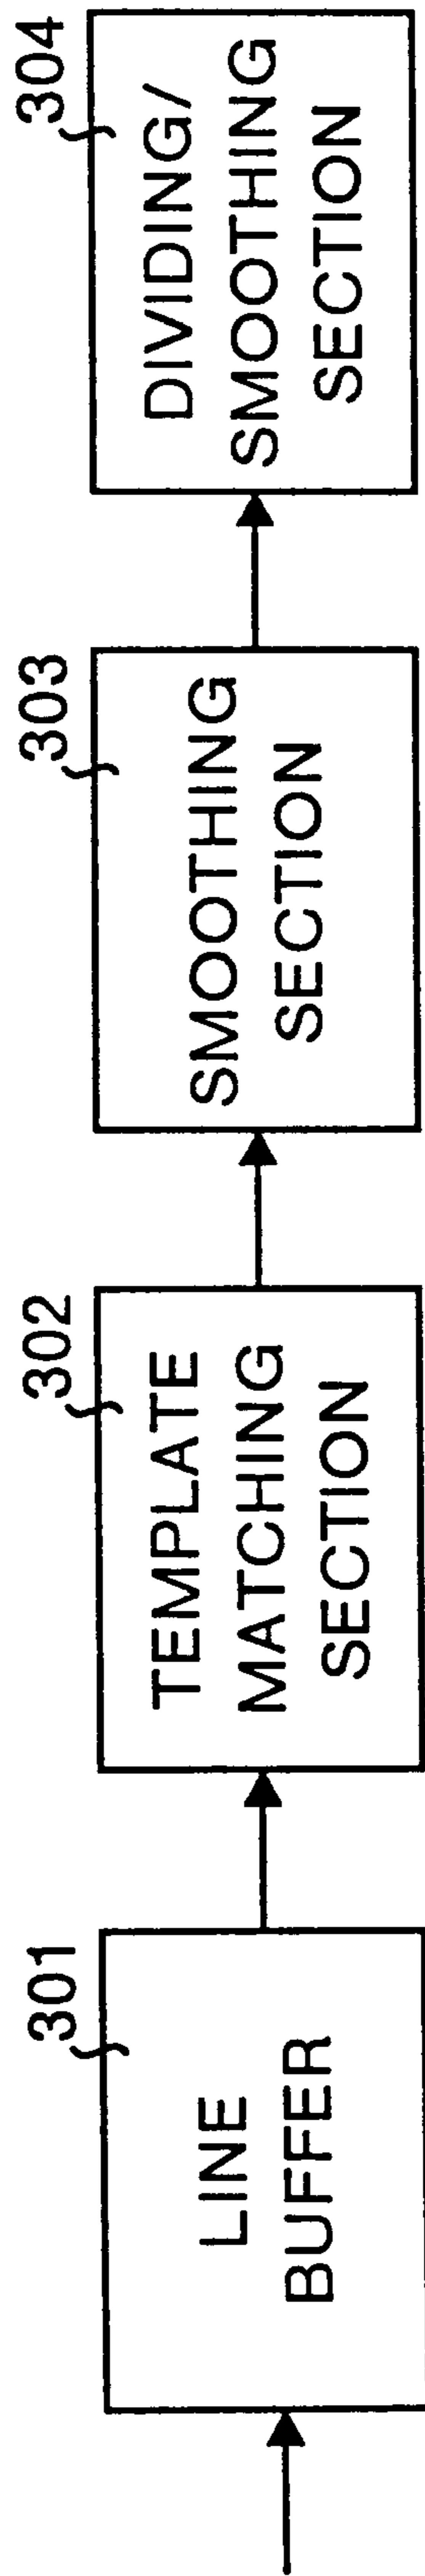 301
LINE
BUFFER
302
TEMPLATE
MATCHING
SECTION
303
SMOOTHING
SECTION
304
DIVIDING/
SMOOTHING
SECTION